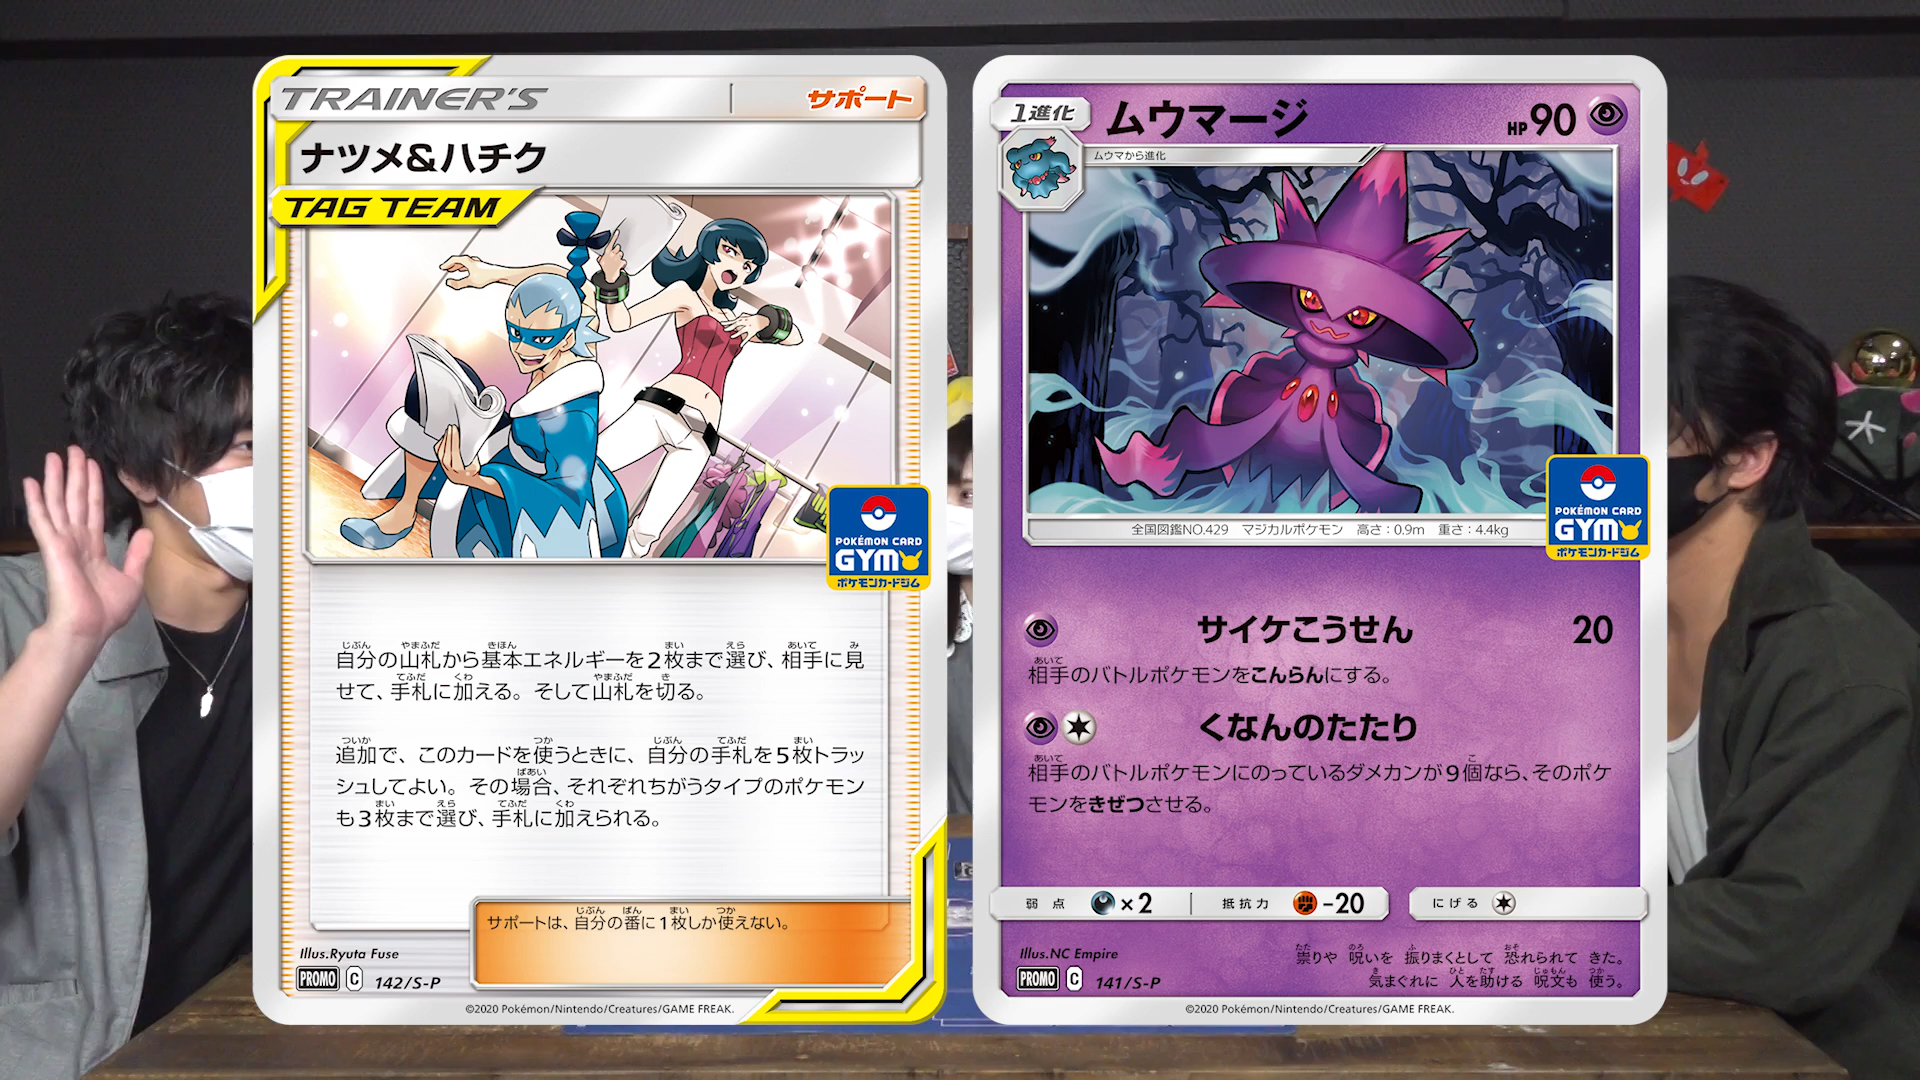 TRAINER'S
サポート
ナツメ&ハチク
TAG TEAM
POKÉMON CARD
GYM
ポケモンカードジム
自分の山札から基本エネルギーを2枚まで選び、相手に見
せて、手札に加える。そして山札を切る。
追加で、このカードを使うときに、自分の手札を5枚トラッ
シュしてよい。その場合、それぞれちがうタイプのポケモン
も3枚まで選び、手札に加えられる。
サポートは、自分の番に1枚しか使えない。
Illus.Ryuta Fuse
PROMO C 142/S-P
©2020 Pokémon/Nintendo/Creatures/GAME FREAK.
1進化
ムウマージ
HP90
ムウマから進化
全国図鑑NO.429 マジカルポケモン 高さ:0.9m 重さ:4.4kg
POKÉMON CARD
GYM
ポケモンカードジム
サイケこうせん 20
相手のバトルポケモンをこんらんにする。
くなんのたたり
相手のバトルポケモンにのっているダメカンが9個なら、そのポケ
モンをきぜつさせる。
弱点 ×2 抵抗力 -20 にげる
Illus.NC Empire
PROMO C 141/S-P
祟りや 呪いを 振りまくとして 恐れられて きた。
気まぐれに 人を助ける 呪文も 使う。
©2020 Pokémon/Nintendo/Creatures/GAME FREAK.